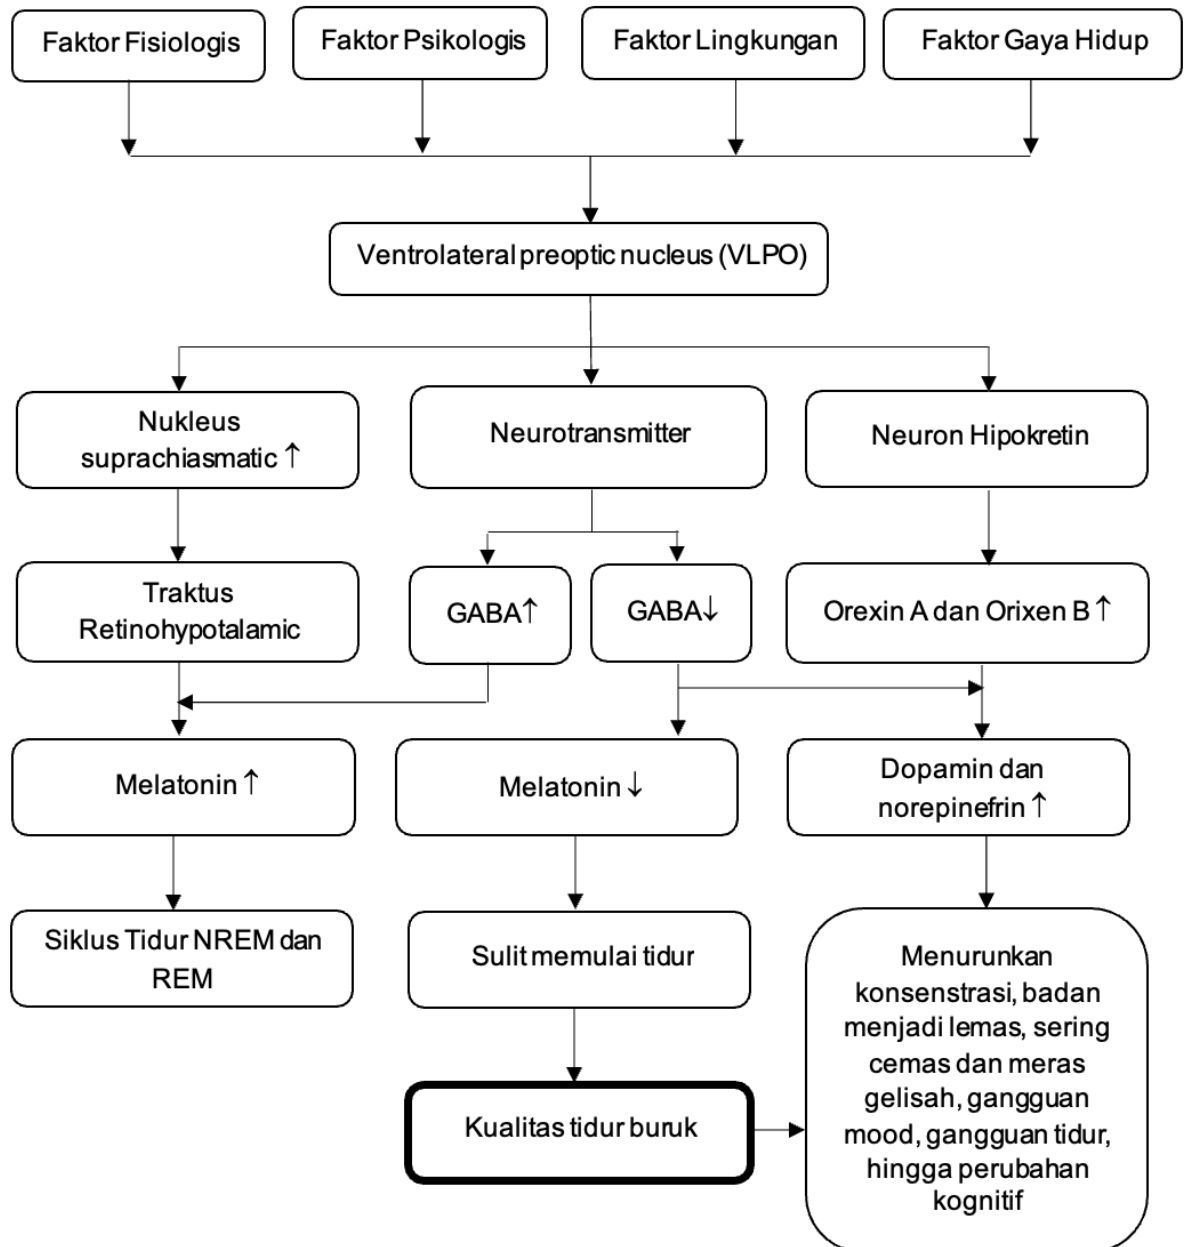 Faktor Fisiologis
Faktor Psikologis
Faktor Lingkungan
Faktor Gaya Hidup
Ventrolateral preoptic nucleus (VLPO)
Nukleus
suprachiasmatic ↑
Neurotransmitter
Neuron Hipokretin
Traktus
Retinohypotalamic
GABA↑
GABA↓
Orexin A dan Orixen B ↑
Melatonin ↑
Melatonin ↓
Dopamin dan
norepinefrin ↑
Siklus Tidur NREM dan
REM
Sulit memulai tidur
Kualitas tidur buruk
Menurunkan
konsenstrasi, badan
menjadi lemas, sering
cemas dan meras
gelisah, gangguan
mood, gangguan tidur,
hingga perubahan
kognitif